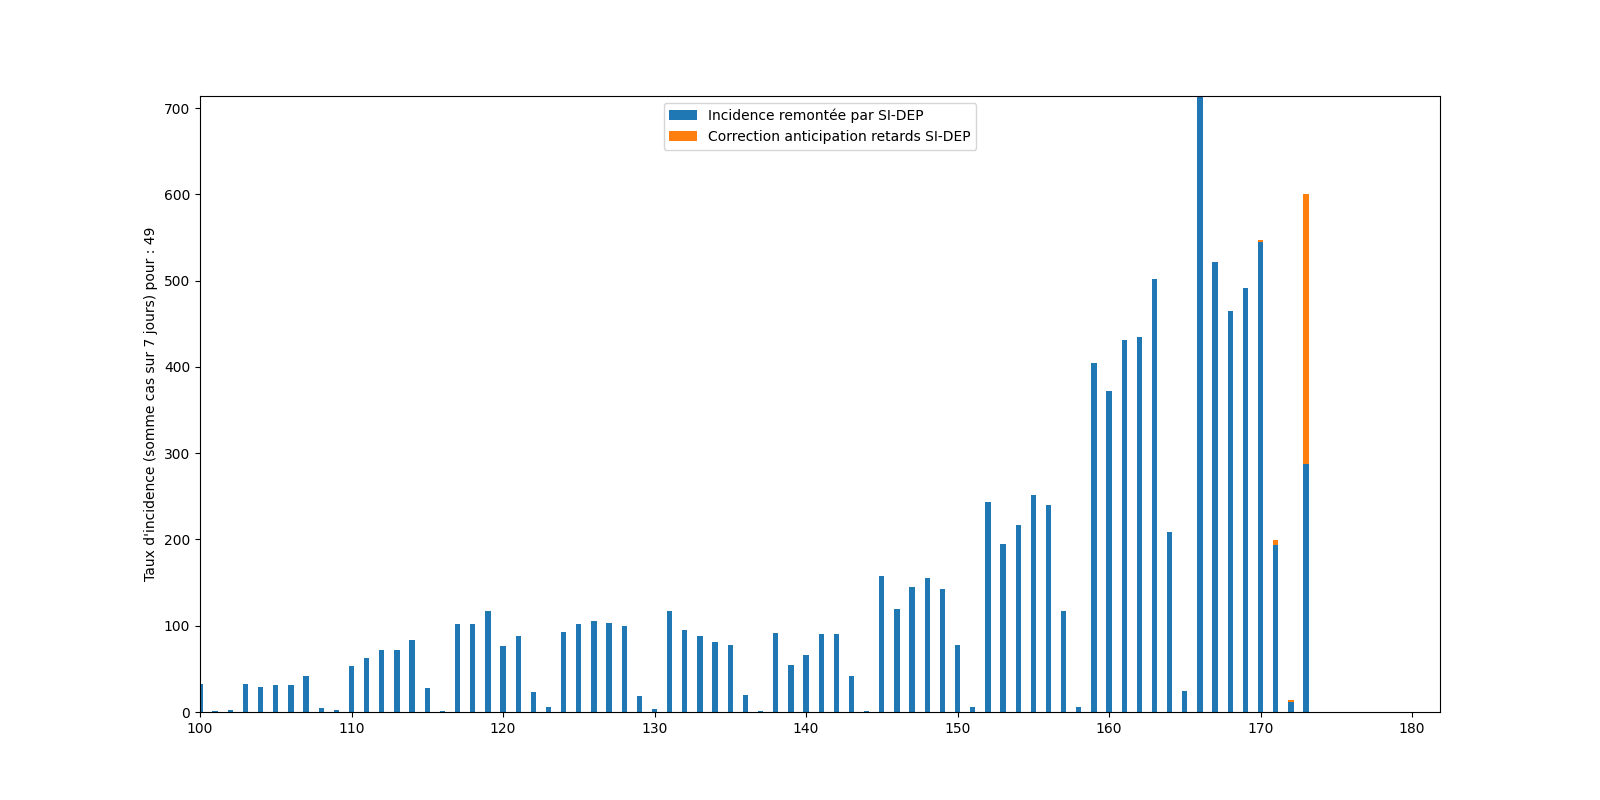 Incidence remontée par SI-DEP
Correction anticipation retards SI-DEP
Taux d'incidence (somme cas sur 7 jours) pour : 49
700
600
500
400
300
200
100
0
100 110 120 130 140 150 160 170 180